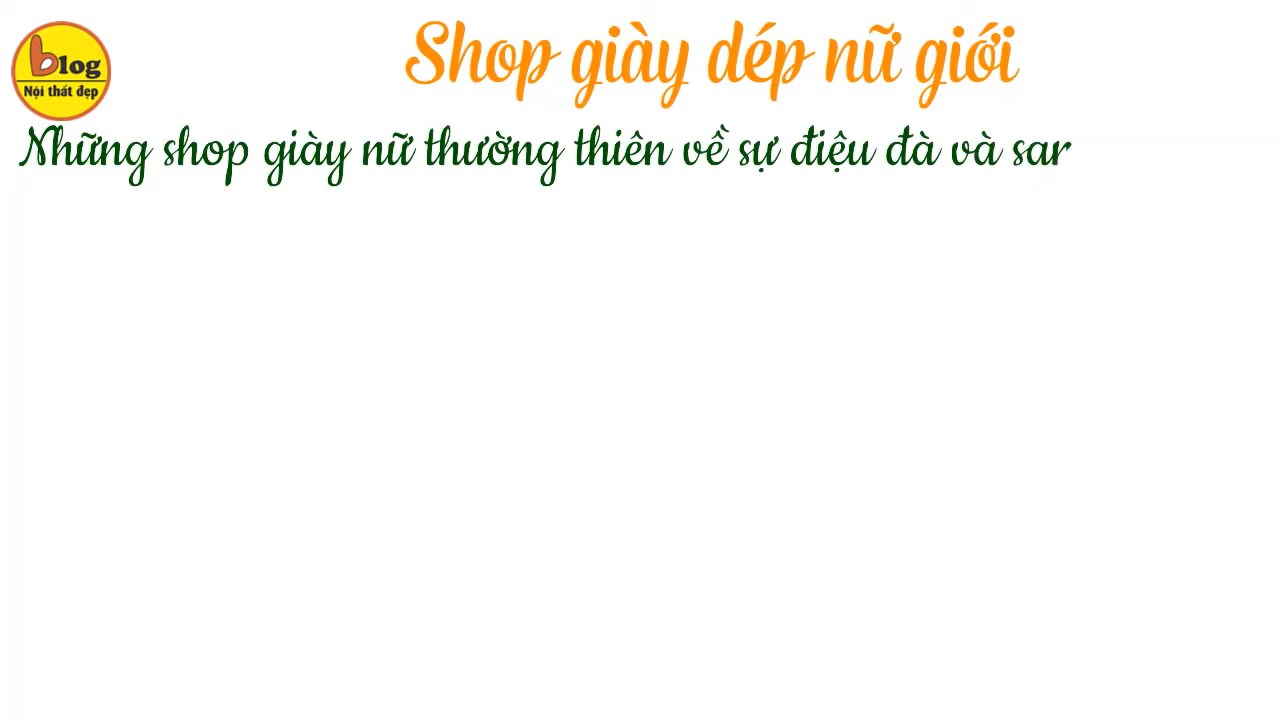 blog
Nội thất đẹp
Shop giày dép nữ giới
Những shop giày nữ thường thiên về sự điệu đà và sar